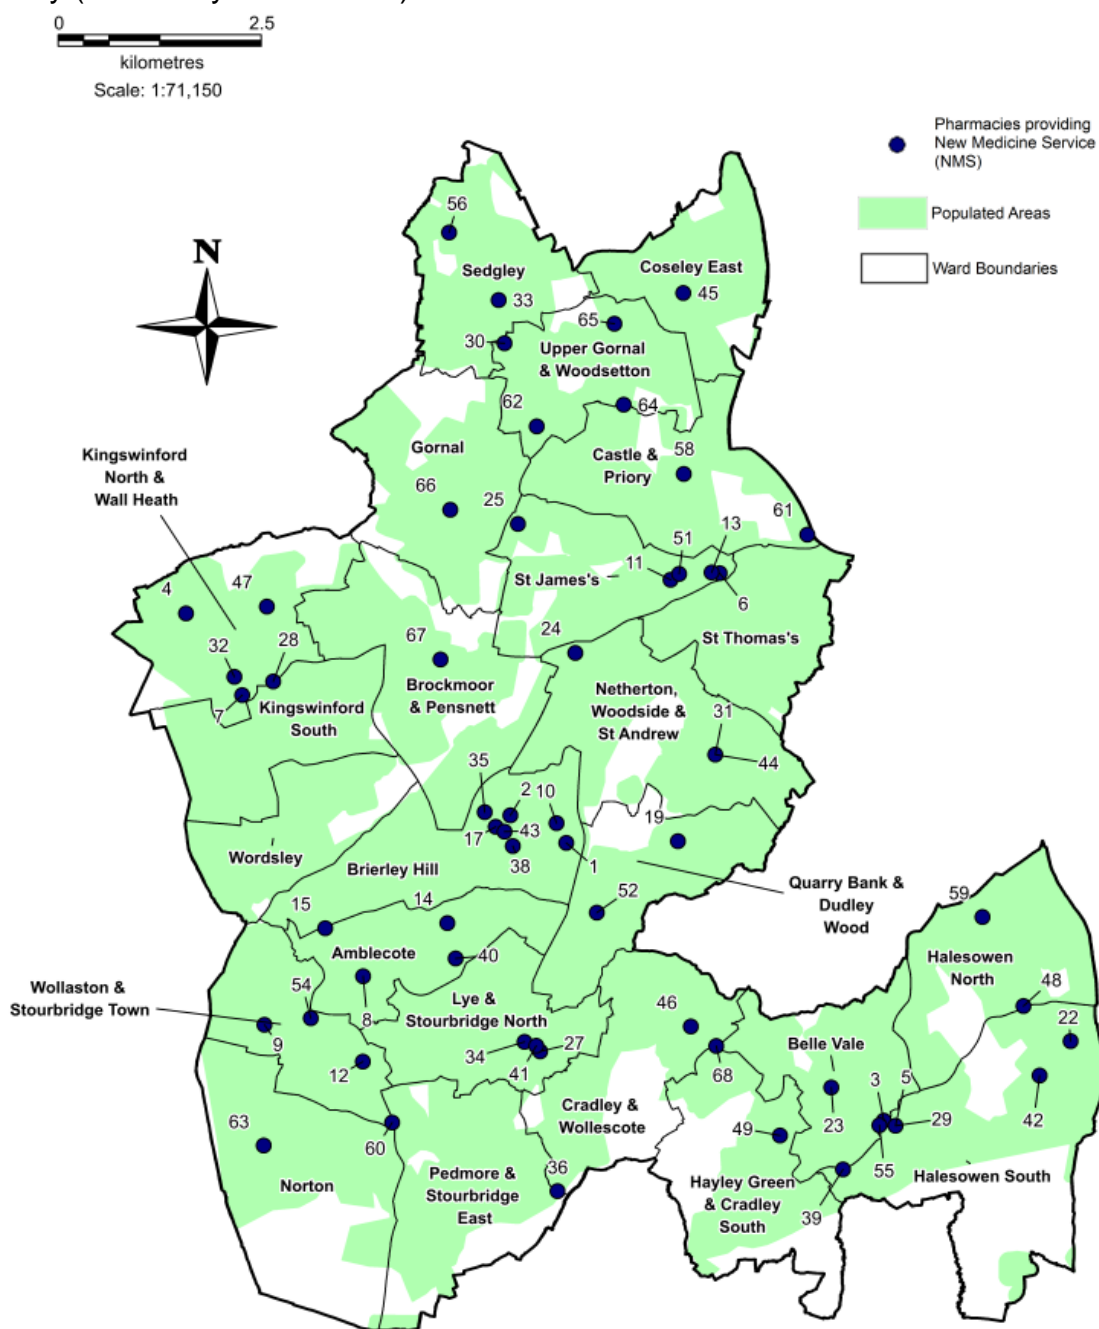 0 2.5
kilometres
Scale: 1:71,150
Pharmacies providing
New Medicine Service
(NMS)
Populated Areas
Ward Boundaries
N
56
Sedgley
33
30
Coseley East
45
65
Upper Gornal
& Woodsetton
62
64
Gornal
66
25
Castle &
Priory
58
61
13
51
11
St James's
6
24
St Thomas's
Kingswinford
North &
Wall Heath
4
47
32
28
7
Kingswinford
South
67
Brockmoor
& Pensnett
Netherton,
Woodside &
St Andrew
31
44
35
2
10
17
43
38
1
19
Wordsley
Brierley Hill
52
Quarry Bank &
Dudley
Wood
15
14
Amblecote
40
8
54
Wollaston &
Stourbridge Town
9
12
Lye &
Stourbridge North
34
41
27
46
68
Belle Vale
59
Halesowen
North
48
22
42
3
5
23
29
55
49
39
Cradley &
Wollescote
36
63
60
Norton
Pedmore &
Stourbridge
East
Hayley Green
& Cradley
South
Halesowen South